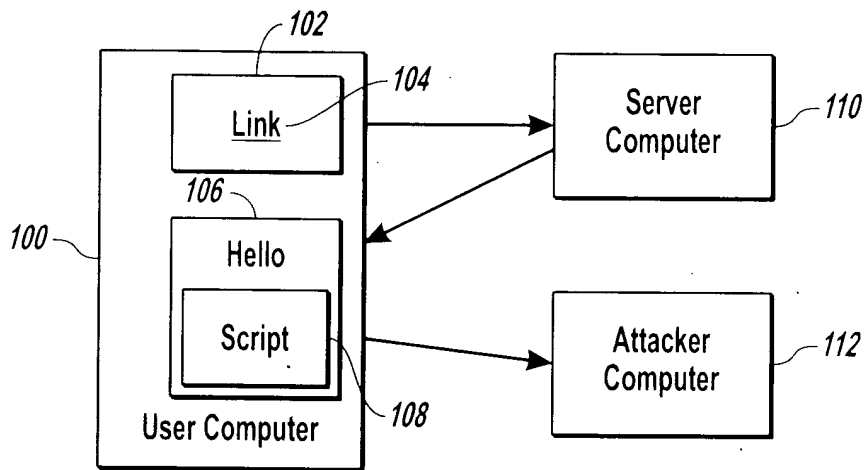 102
Link
104
Server
Computer
110
106
100
Hello
Script
108
User Computer
Attacker
Computer
112